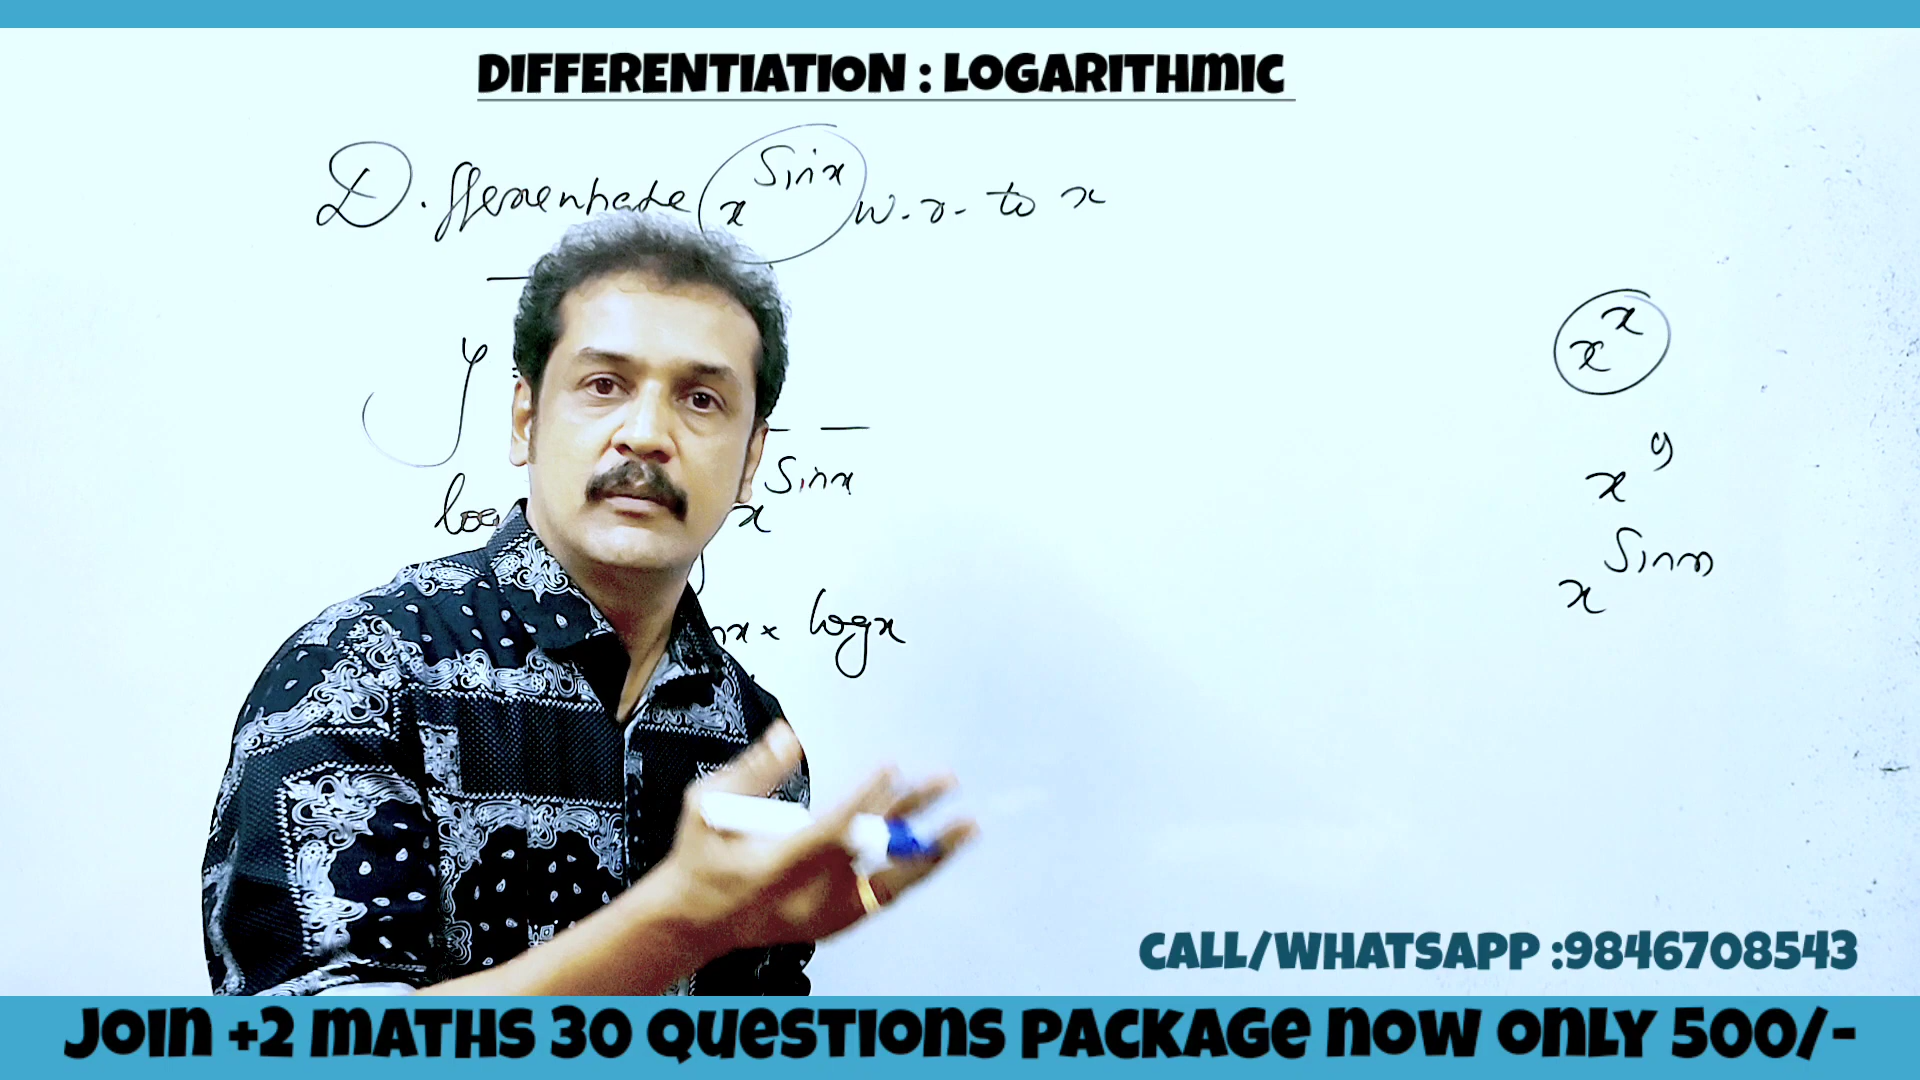 DIFFERENTIATION : LOGARITHMIC
Differentiate x^sinx w.r. to x
y
x^x
x^y
log x^sinx
x^sinx
x × logx
CALL/WHATSAPP :9846708543
JOIN +2 MATHS 30 QUESTIONS PACKAGE NOW ONLY 500/-